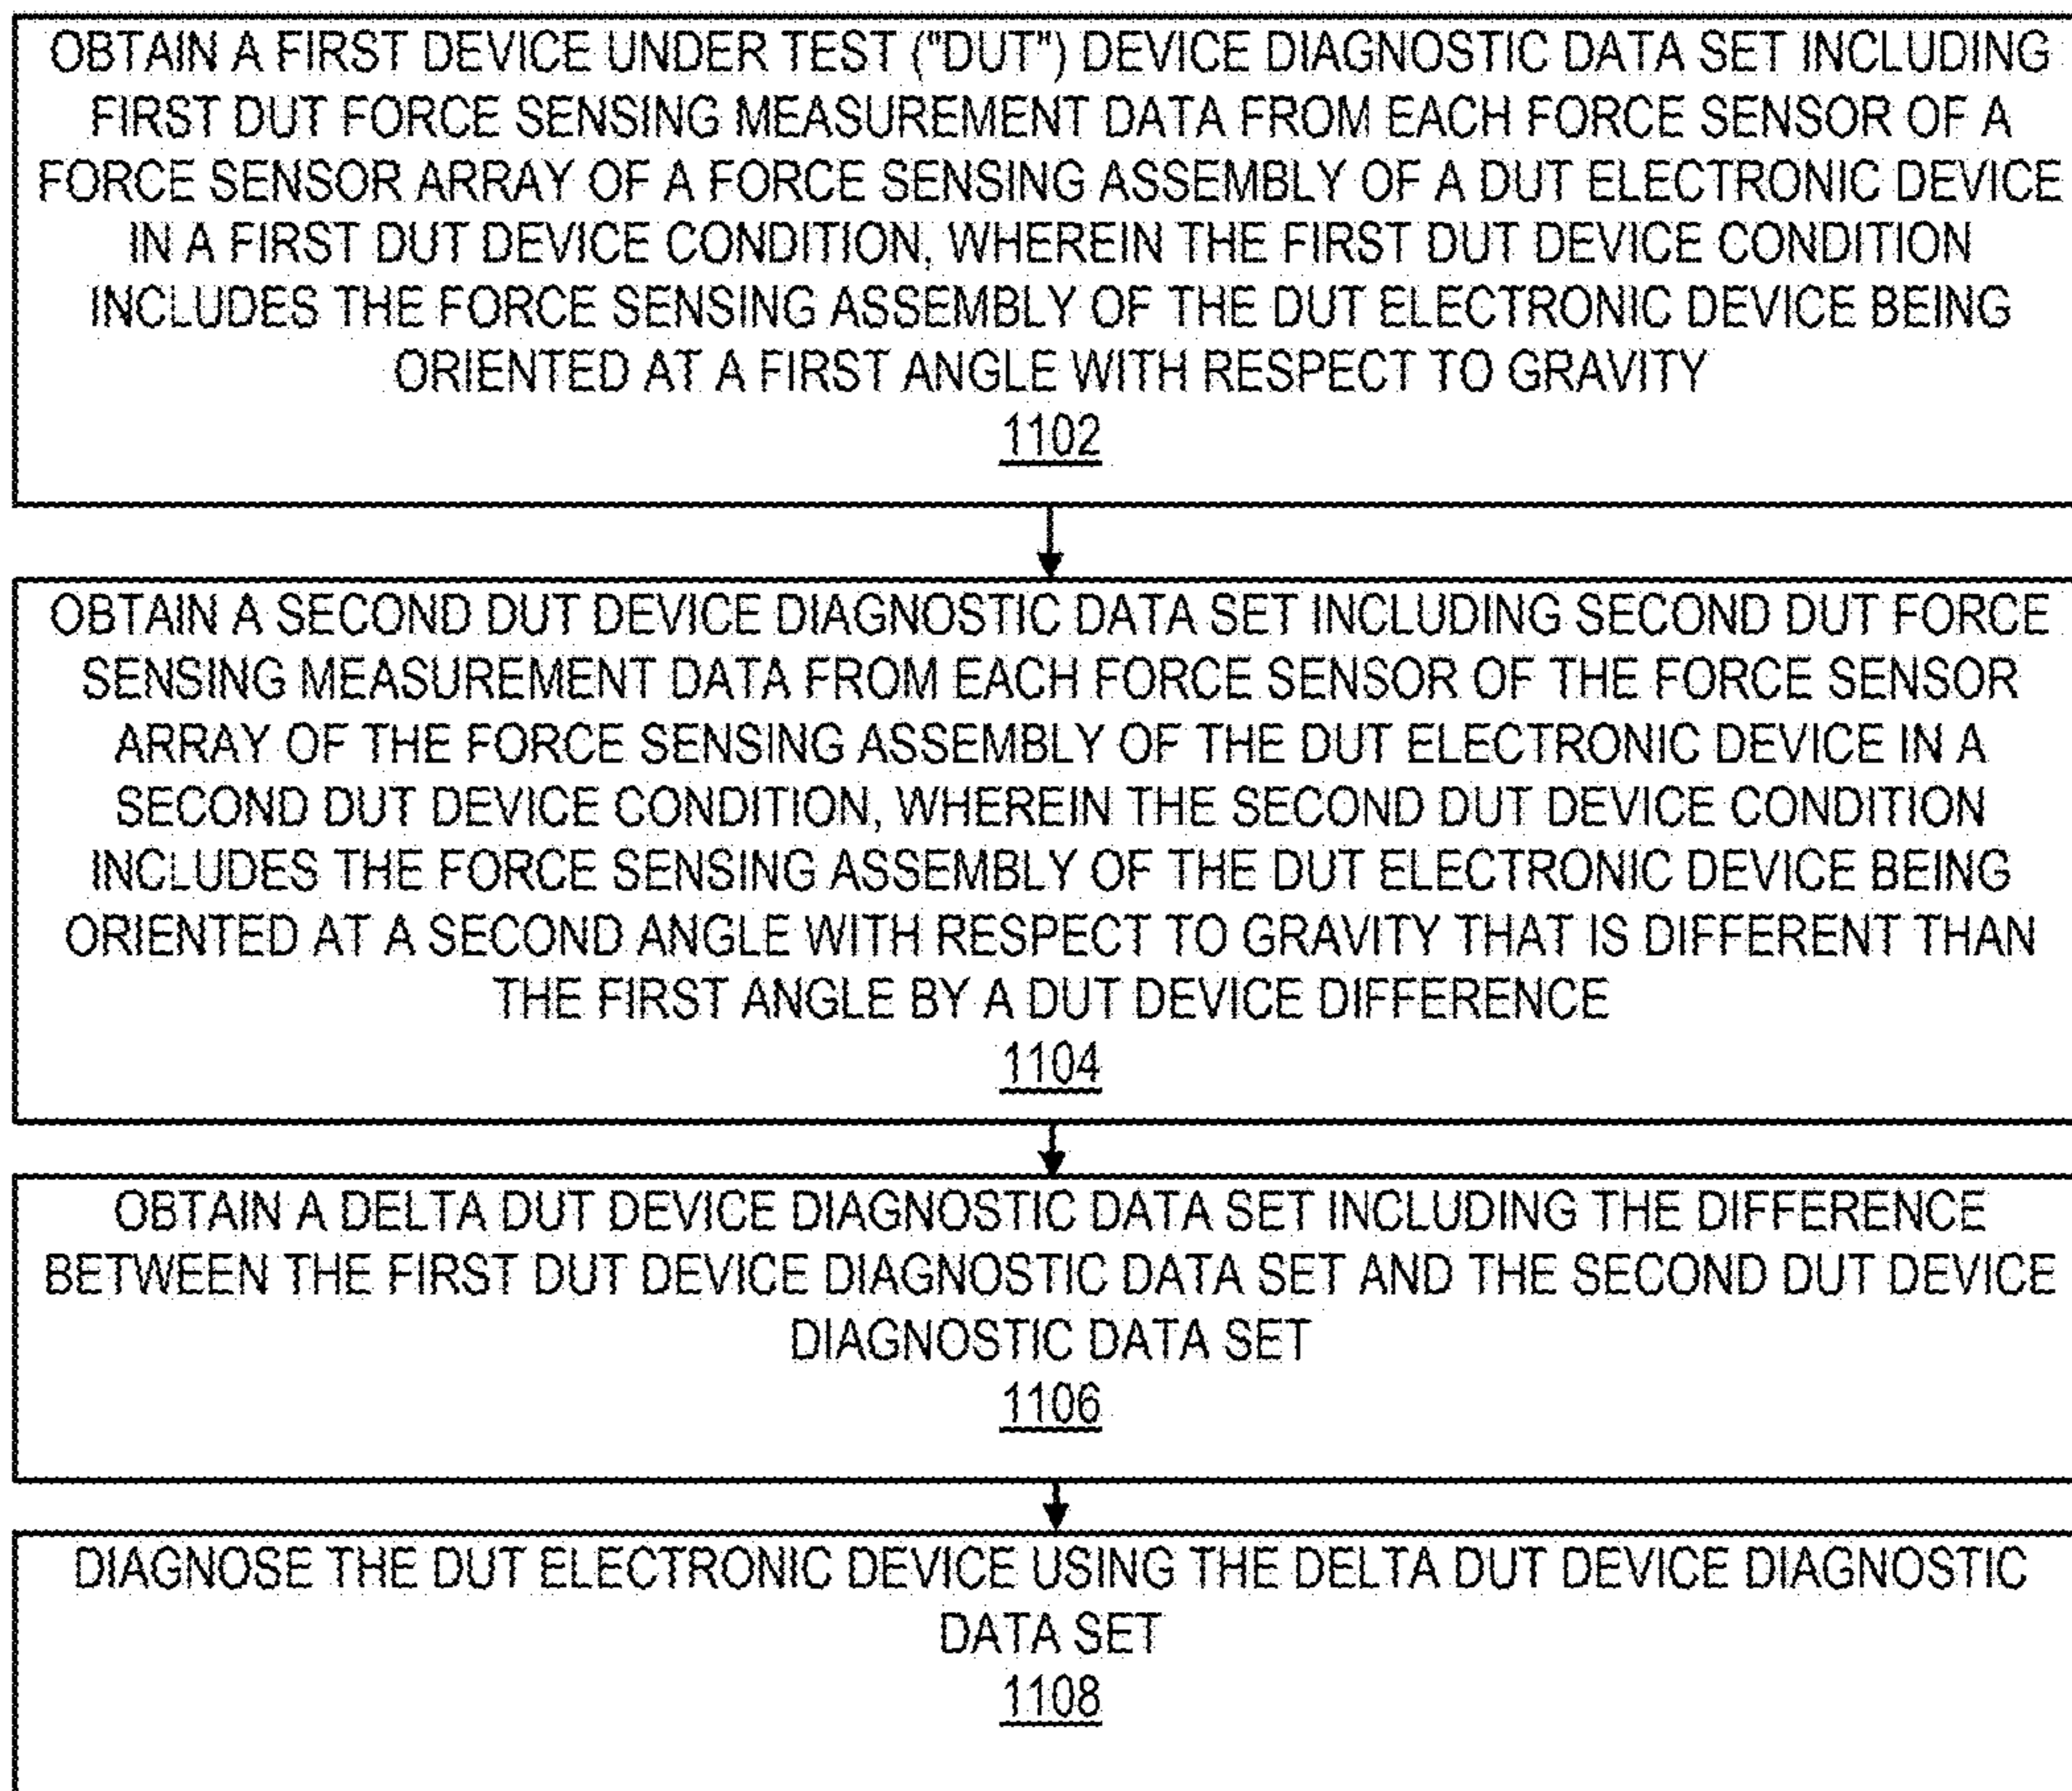 OBTAIN A FIRST DEVICE UNDER TEST ("DUT") DEVICE DIAGNOSTIC DATA SET INCLUDING
FIRST DUT FORCE SENSING MEASUREMENT DATA FROM EACH FORCE SENSOR OF A
FORCE SENSOR ARRAY OF A FORCE SENSING ASSEMBLY OF A DUT ELECTRONIC DEVICE
IN A FIRST DUT DEVICE CONDITION, WHEREIN THE FIRST DUT DEVICE CONDITION
INCLUDES THE FORCE SENSING ASSEMBLY OF THE DUT ELECTRONIC DEVICE BEING
ORIENTED AT A FIRST ANGLE WITH RESPECT TO GRAVITY
1102
OBTAIN A SECOND DUT DEVICE DIAGNOSTIC DATA SET INCLUDING SECOND DUT FORCE
SENSING MEASUREMENT DATA FROM EACH FORCE SENSOR OF THE FORCE SENSOR
ARRAY OF THE FORCE SENSING ASSEMBLY OF THE DUT ELECTRONIC DEVICE IN A
SECOND DUT DEVICE CONDITION, WHEREIN THE SECOND DUT DEVICE CONDITION
INCLUDES THE FORCE SENSING ASSEMBLY OF THE DUT ELECTRONIC DEVICE BEING
ORIENTED AT A SECOND ANGLE WITH RESPECT TO GRAVITY THAT IS DIFFERENT THAN
THE FIRST ANGLE BY A DUT DEVICE DIFFERENCE
1104
OBTAIN A DELTA DUT DEVICE DIAGNOSTIC DATA SET INCLUDING THE DIFFERENCE
BETWEEN THE FIRST DUT DEVICE DIAGNOSTIC DATA SET AND THE SECOND DUT DEVICE
DIAGNOSTIC DATA SET
1106
DIAGNOSE THE DUT ELECTRONIC DEVICE USING THE DELTA DUT DEVICE DIAGNOSTIC
DATA SET
1108